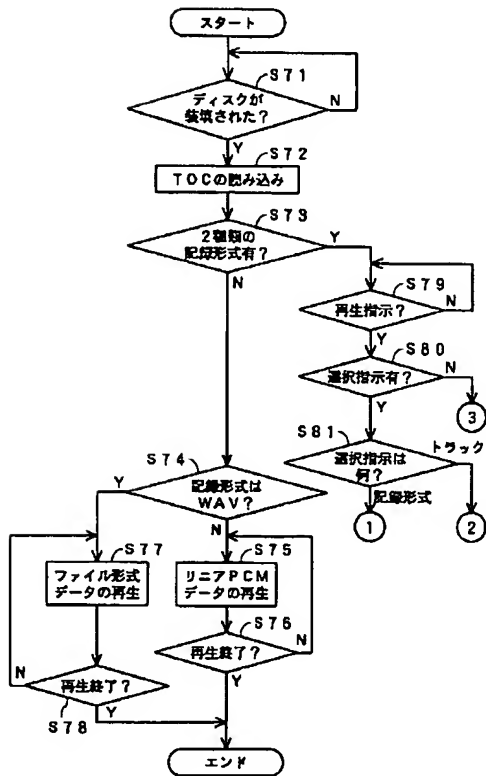 スタート
S71
ディスクが
装填された?
N
Y
S72
TOCの読み込み
S73
2種類の
記録形式有?
Y
N
S79
再生指示?
N
Y
S80
選択指示有?
N
Y
3
S81
選択指示は
何?
トラック
記録形式
1
2
S74
記録形式は
WAV?
Y
N
S77
ファイル形式
データの再生
S75
リニアPCM
データの再生
S76
再生終了?
N
Y
再生終了?
N
Y
S78
エンド